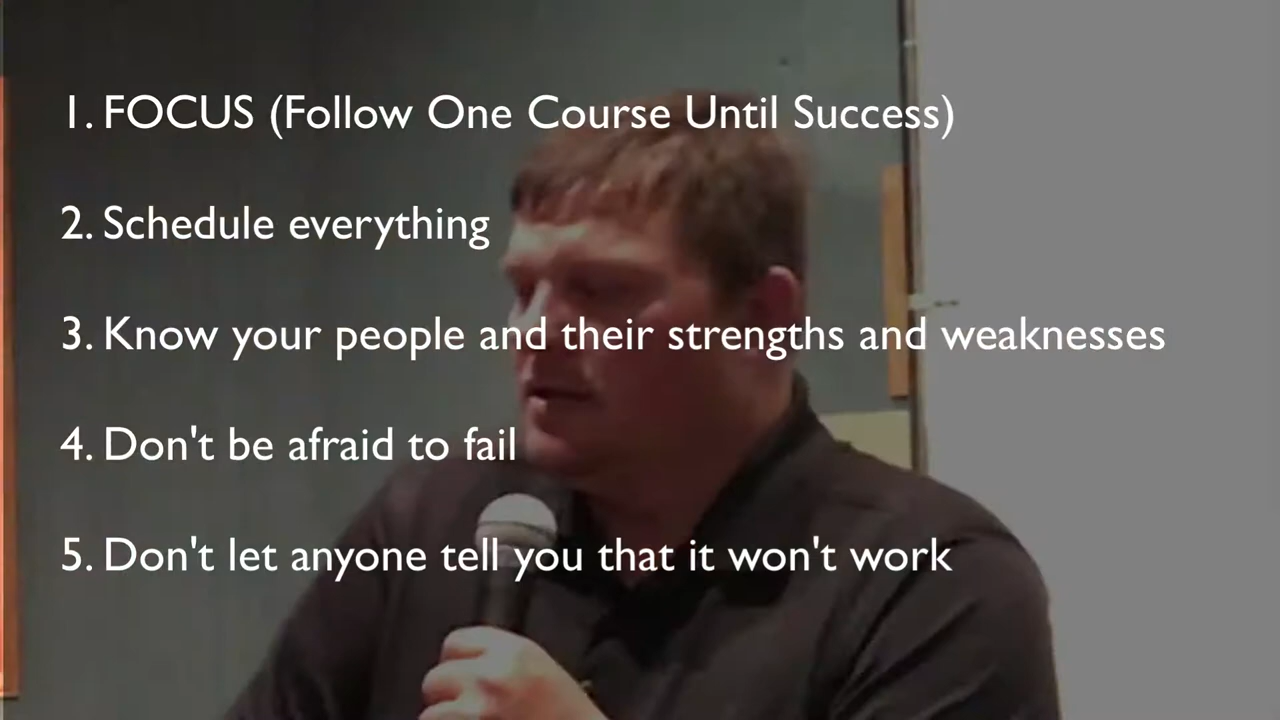 1. FOCUS (Follow One Course Until Success)
2. Schedule everything
3. Know your people and their strengths and weaknesses
4. Don't be afraid to fail
5. Don't let anyone tell you that it won't work